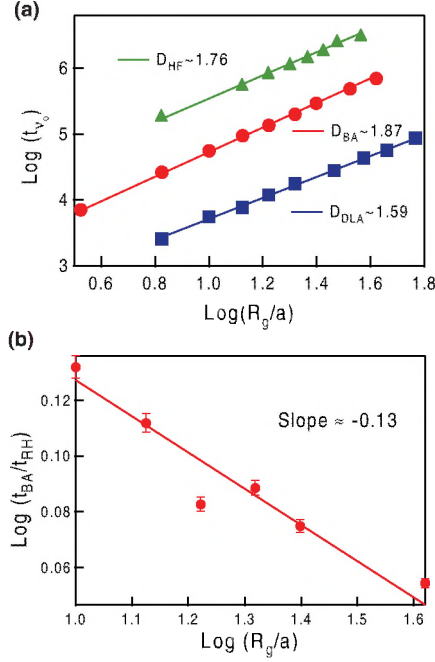 (a)
6
5
4
3
Log (t_v₀)
D_HF~1.76
D_BA~1.87
D_DLA~1.59
0.6 0.8 1.0 1.2 1.4 1.6 1.8
Log(R_g/a)
(b)
0.12
0.10
0.08
0.06
Log (t_BA/t_RH)
Slope ≈ -0.13
1.0 1.1 1.2 1.3 1.4 1.5 1.6
Log (R_g/a)